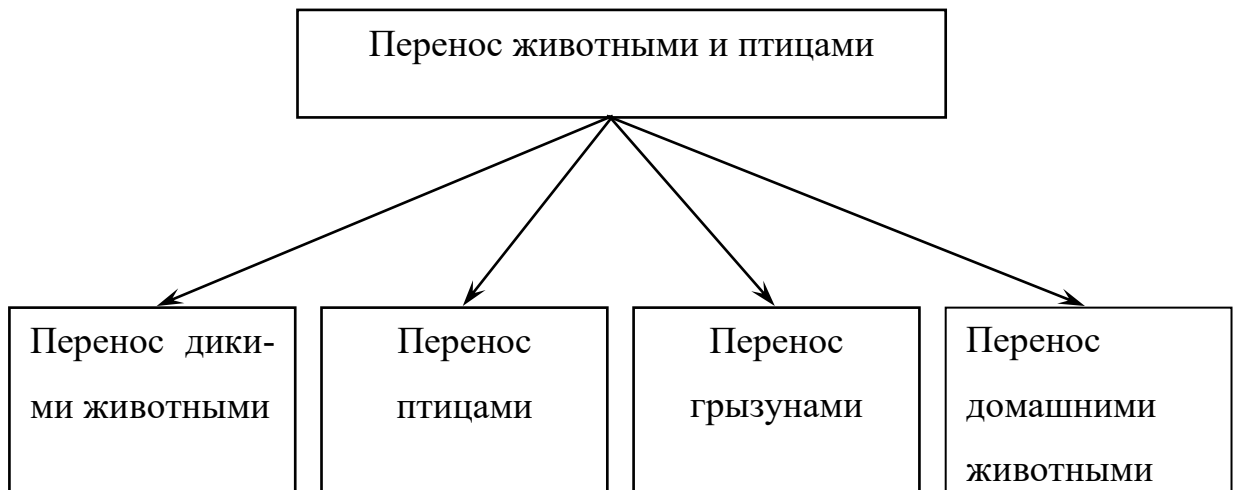 Перенос животными и птицами
Перенос дики-
ми животными
Перенос
птицами
Перенос
грызунами
Перенос
домашними
животными